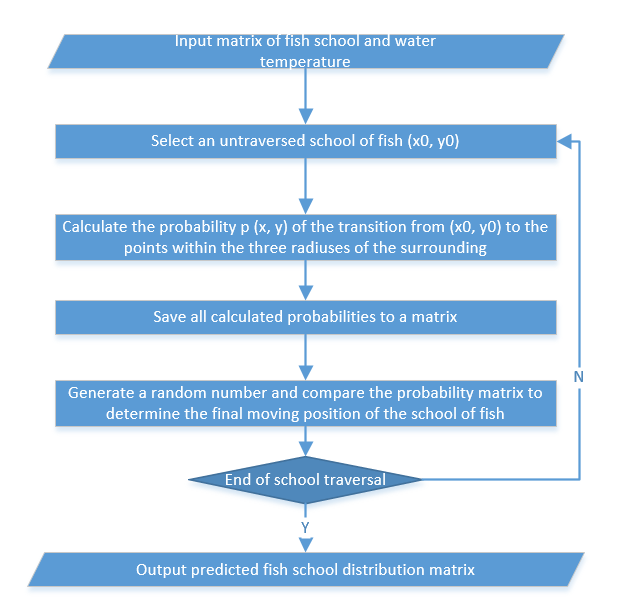 Input matrix of fish school and water
temperature
Select an untraversed school of fish (x0, y0)
Calculate the probability p (x, y) of the transition from (x0, y0) to the
points within the three radiuses of the surrounding
Save all calculated probabilities to a matrix
Generate a random number and compare the probability matrix to
determine the final moving position of the school of fish
N
End of school traversal
Y
Output predicted fish school distribution matrix